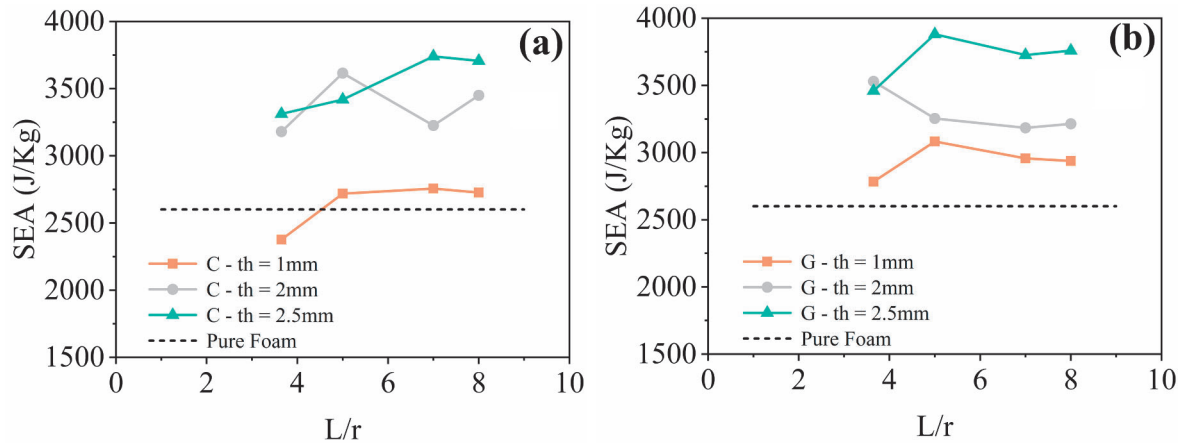 4000
3500
3000
2500
2000
1500
SEA (J/Kg)
(a)
C - th = 1mm
C - th = 2mm
C - th = 2.5mm
Pure Foam
0 2 4 6 8 10
L/r
4000
3500
3000
2500
2000
1500
SEA (J/Kg)
(b)
G - th = 1mm
G - th = 2mm
G - th = 2.5mm
Pure Foam
0 2 4 6 8 10
L/r